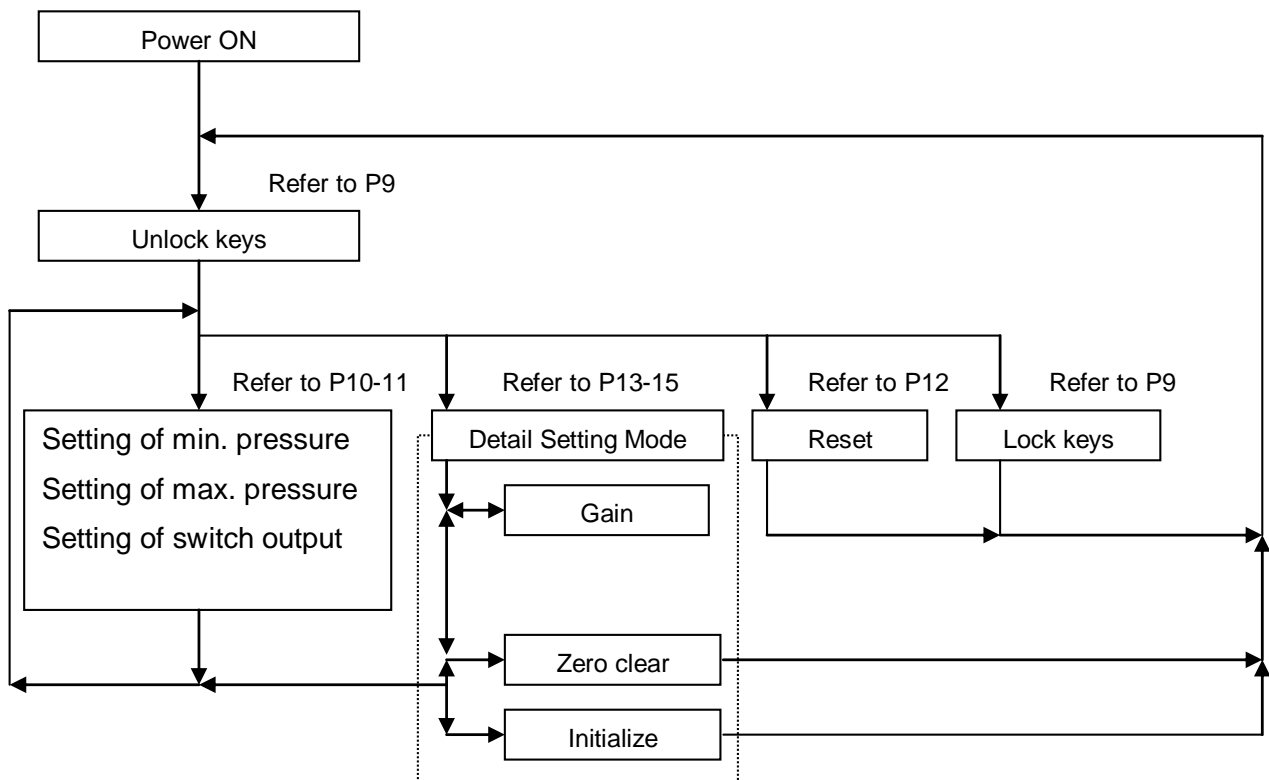 Power ON
Refer to P9
Unlock keys
Refer to P10-11
Refer to P13-15
Refer to P12
Refer to P9
Setting of min. pressure
Setting of max. pressure
Setting of switch output
Detail Setting Mode
Reset
Lock keys
Gain
Zero clear
Initialize